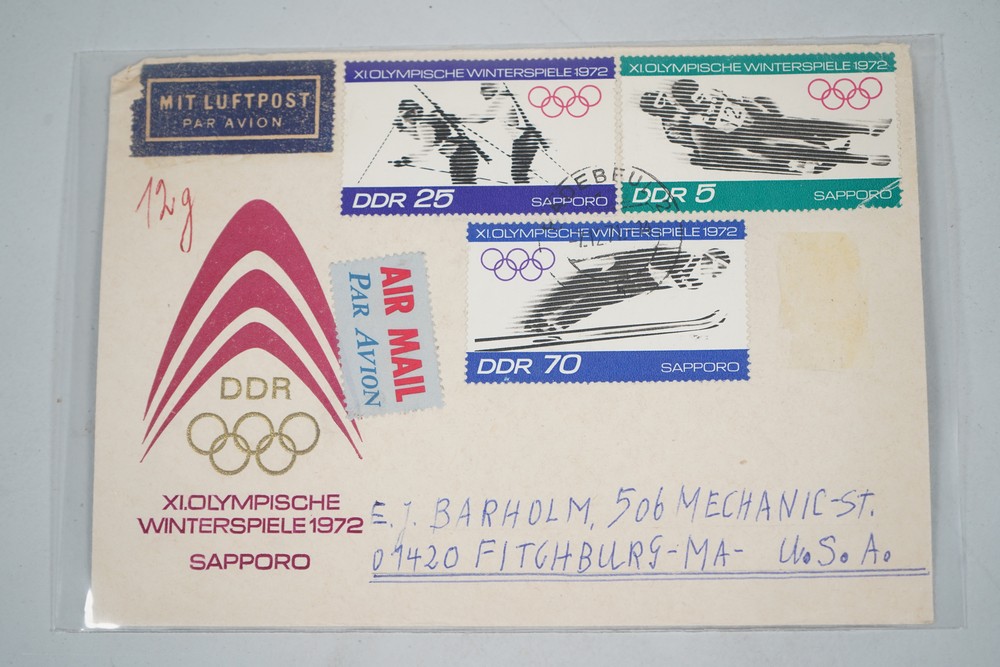 MIT LUFTPOST
PAR AVION
XI.OLYMPISCHE WINTERSPIELE 1972
DDR 25 SAPPORO
XI.OLYMPISCHE WINTERSPIELE 1972
12
DDR 5 SAPPORO
12g
XI.OLYMPISCHE WINTERSPIELE 1972
DDR 70 SAPPORO
AIR MAIL
PAR AVION
DDR
XI.OLYMPISCHE
WINTERSPIELE 1972
SAPPORO
E. J. BARHOLM, 506 MECHANIC-ST.
01420 FITCHBURG-MA- U.S.A.